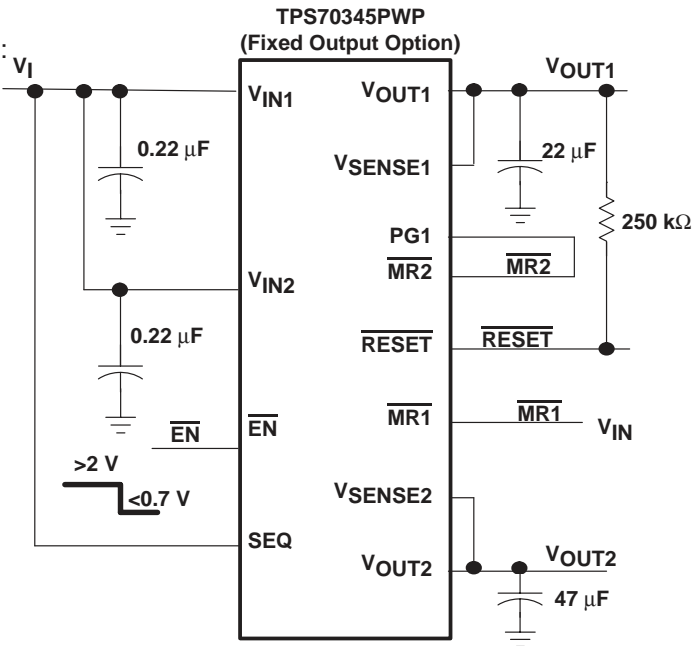 TPS70345PWP
(Fixed Output Option)
:
VI
VIN1
VOUT1
VOUT1
0.22 μF
VSENSE1
22 μF
250 kΩ
PG1
MR2
MR2
VIN2
0.22 μF
RESET
RESET
EN
EN
MR1
MR1
VIN
>2 V
<0.7 V
VSENSE2
SEQ
VOUT2
VOUT2
47 μF